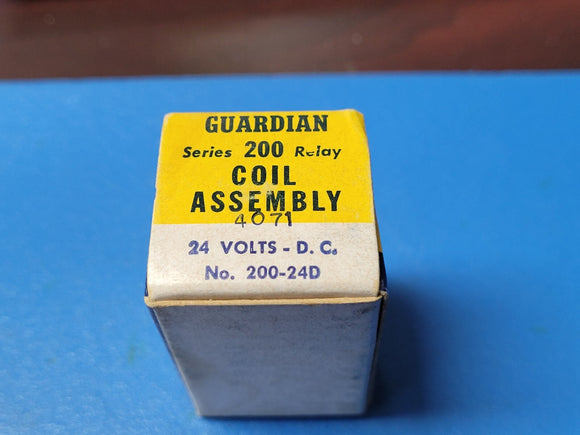 GUARDIAN
Series 200 Relay
COIL
ASSEMBLY
4071
24 VOLTS - D. C.
No. 200-24D